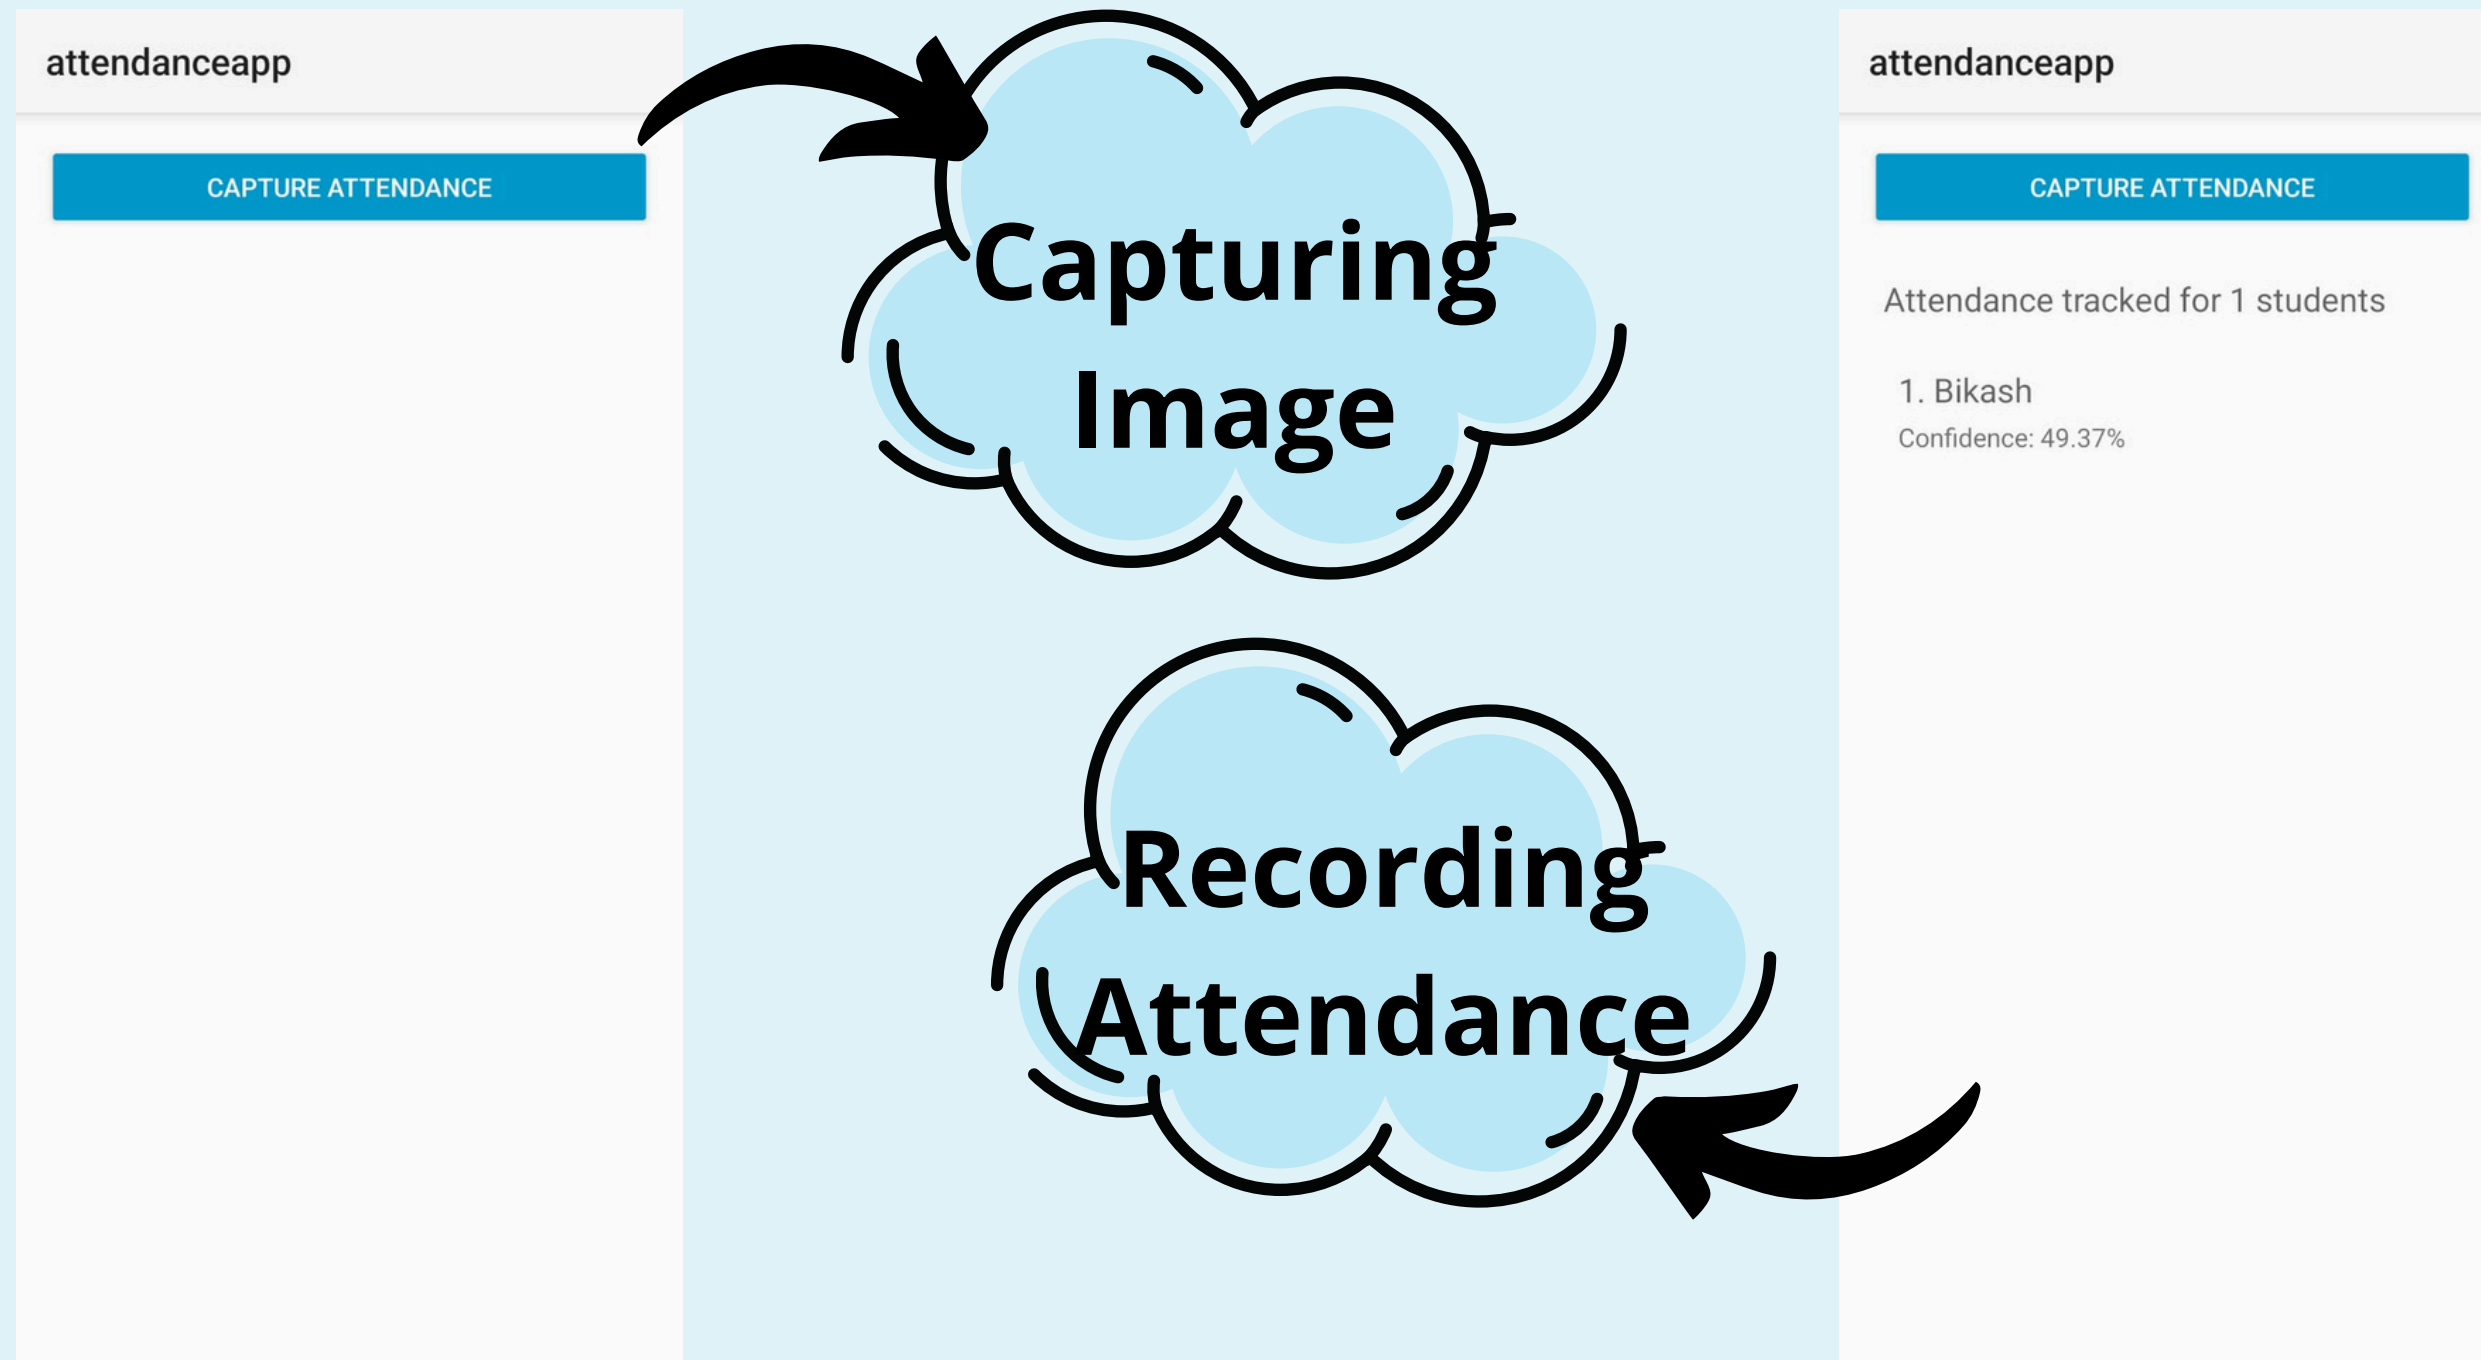 attendanceapp
CAPTURE ATTENDANCE
Capturing
Image
Recording
Attendance
attendanceapp
CAPTURE ATTENDANCE
Attendance tracked for 1 students
1. Bikash
Confidence: 49.37%